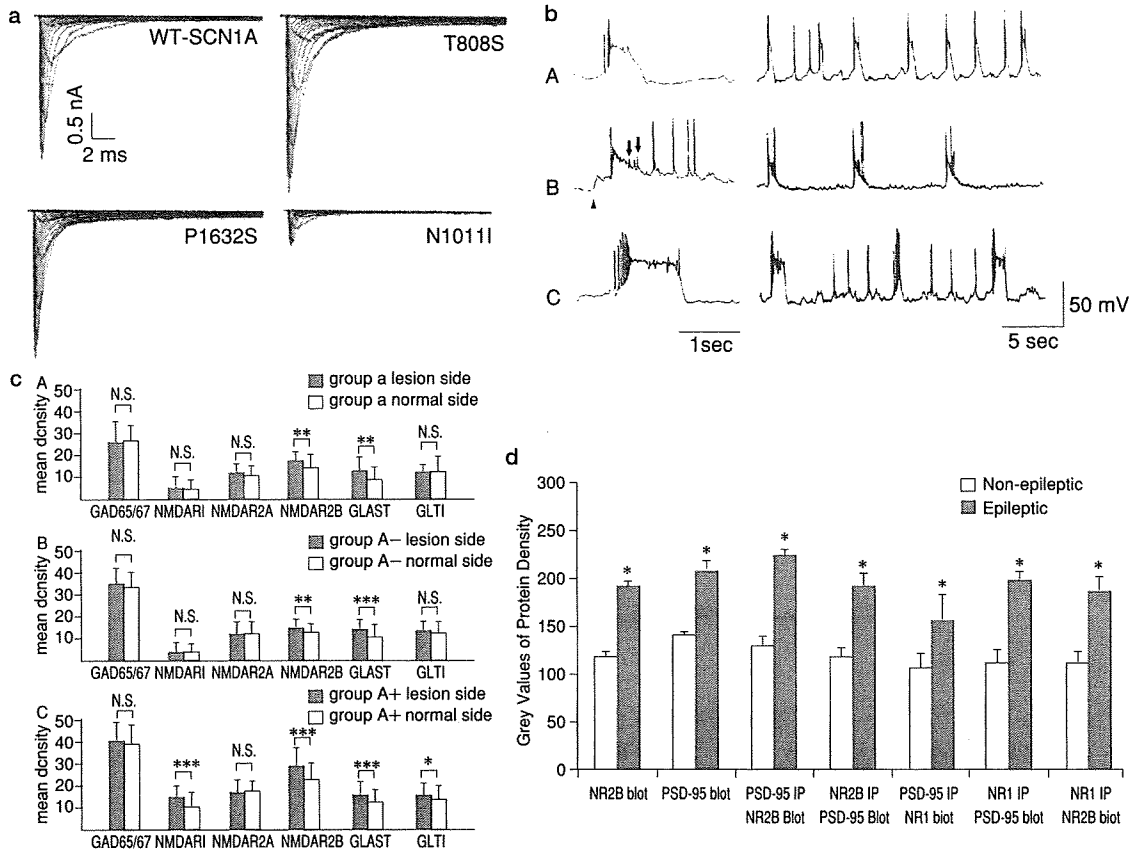 a
WT-SCN1A
T808S
0.5 nA
2 ms
P1632S
N1011I
b
A
B
C
1sec
5 sec
50 mV
c
A
50
40
30
20
10
mean density
group a lesion side
group a normal side
N.S.
N.S.
N.S.
**
**
N.S.
GAD65/67 NMDARI NMDAR2A NMDAR2B GLAST GLTI
B
50
40
30
20
10
mean density
group A− lesion side
group A− normal side
N.S.
N.S.
N.S.
**
***
N.S.
GAD65/67 NMDARI NMDAR2A NMDAR2B GLAST GLTI
C
50
40
30
20
10
mean density
group A+ lesion side
group A+ normal side
N.S.
***
N.S.
***
***
*
GAD65/67 NMDARI NMDAR2A NMDAR2B GLAST GLTI
d
Non-epileptic
Epileptic
Grey Values of Protein Density
300
250
200
150
100
50
0
* * * * * * *
NR2B blot
PSD-95 blot
PSD-95 IP
NR2B Blot
NR2B IP
PSD-95 Blot
PSD-95 IP
NR1 biot
NR1 IP
PSD-95 blot
NR1 IP
NR2B biot